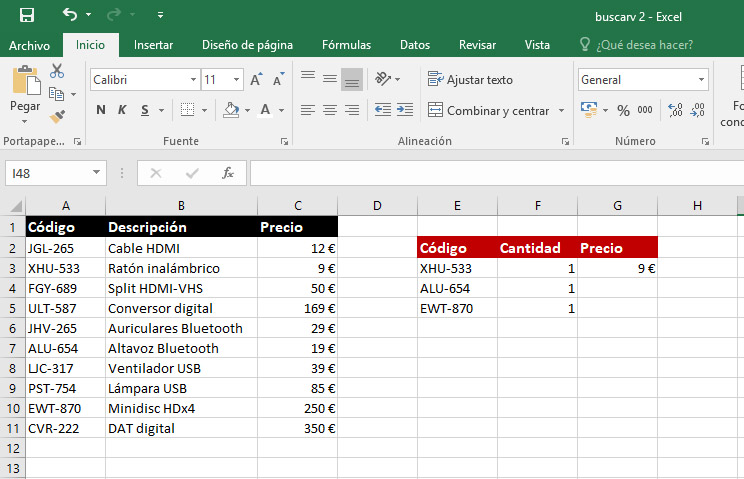 buscarv 2 - Excel
Archivo Inicio Insertar Diseño de página Fórmulas Datos Revisar Vista ¿Qué desea hacer?
Calibri 11 Ajustar texto General
Pegar N K S A Combinar y centrar % 000 Fo
cond
Portapape... Fuente Alineación Número
I48 fx
A B C D E F G H
1 Código Descripción Precio
2 JGL-265 Cable HDMI 12 € Código Cantidad Precio
3 XHU-533 Ratón inalámbrico 9 € XHU-533 1 9 €
4 FGY-689 Split HDMI-VHS 50 € ALU-654 1
5 ULT-587 Conversor digital 169 € EWT-870 1
6 JHV-265 Auriculares Bluetooth 29 €
7 ALU-654 Altavoz Bluetooth 19 €
8 LJC-317 Ventilador USB 39 €
9 PST-754 Lámpara USB 85 €
10 EWT-870 Minidisc HDx4 250 €
11 CVR-222 DAT digital 350 €
12
13